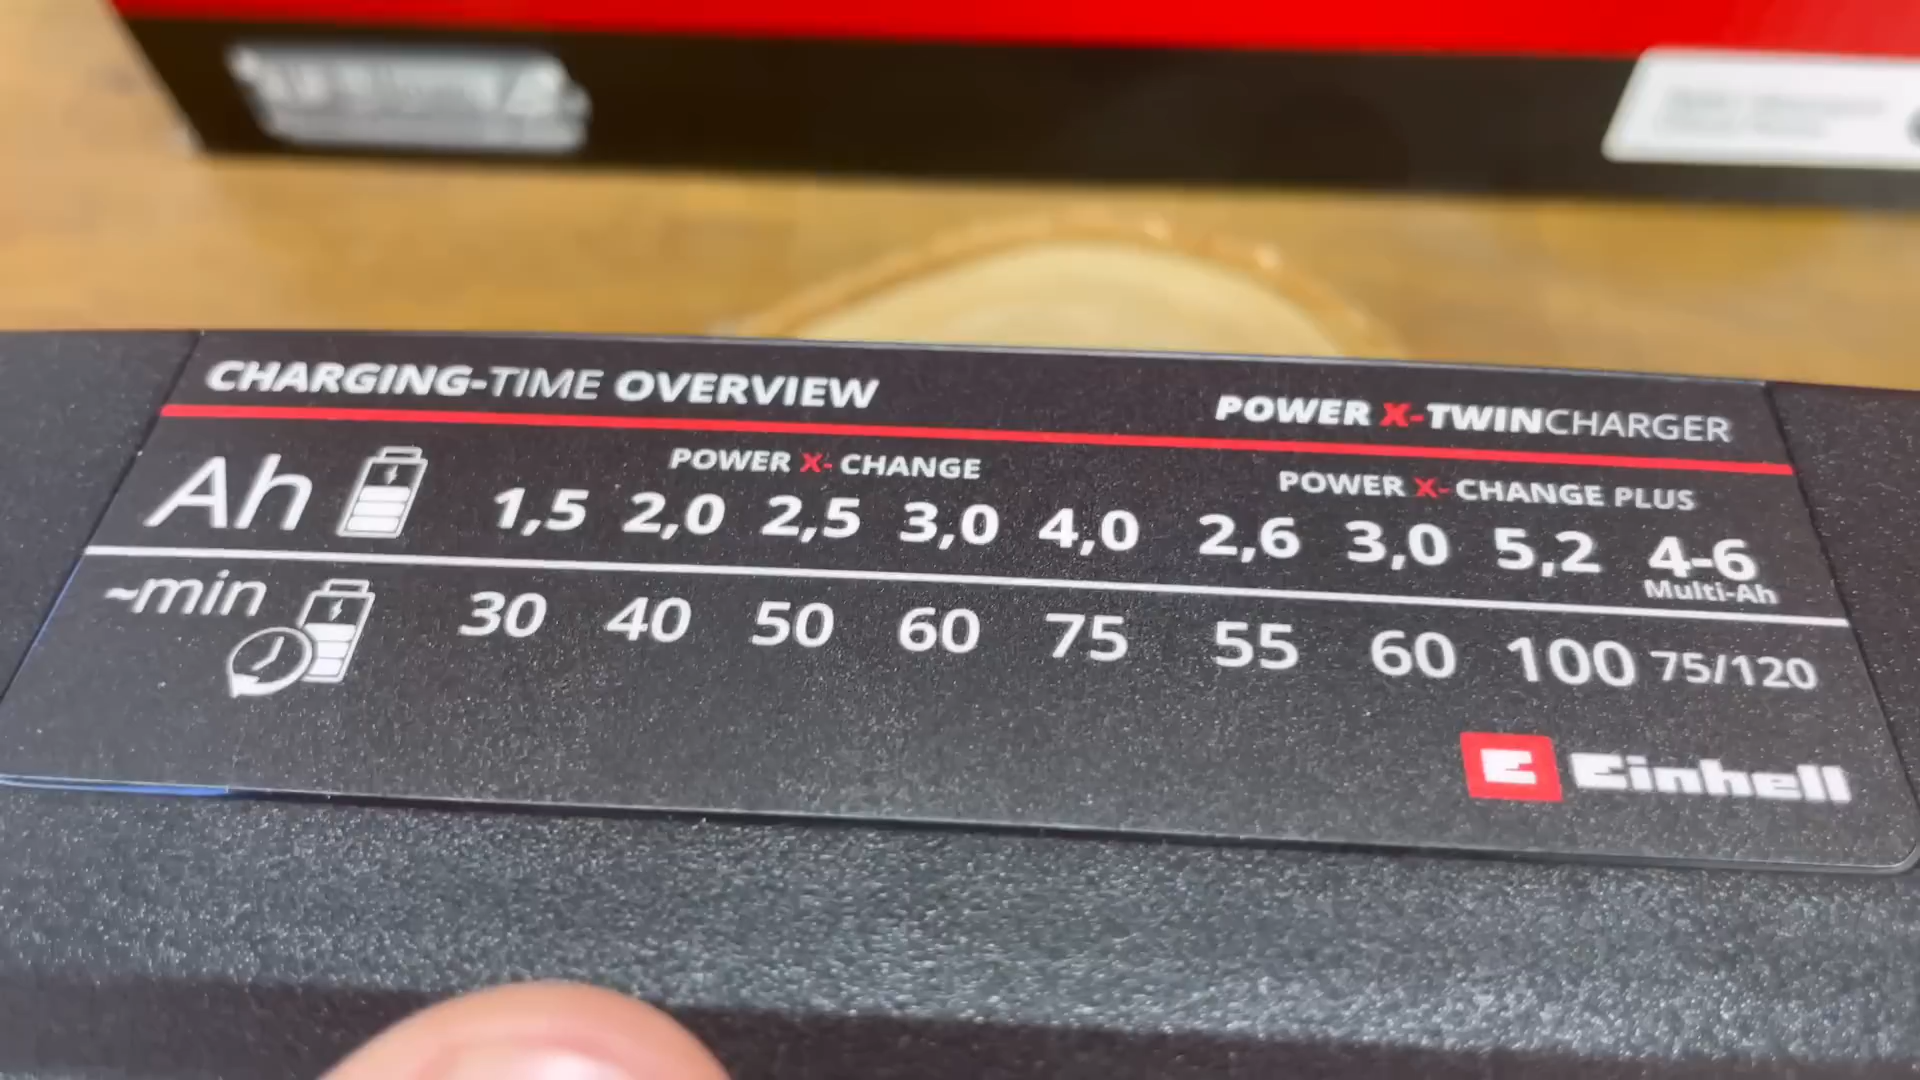 CHARGING-TIME OVERVIEW
POWER X-TWINCHARGER
POWER X-CHANGE
POWER X-CHANGE PLUS
Ah 1,5 2,0 2,5 3,0 4,0 2,6 3,0 5,2 4-6
Multi-Ah
~min 30 40 50 60 75 55 60 100 75/120
Einhell